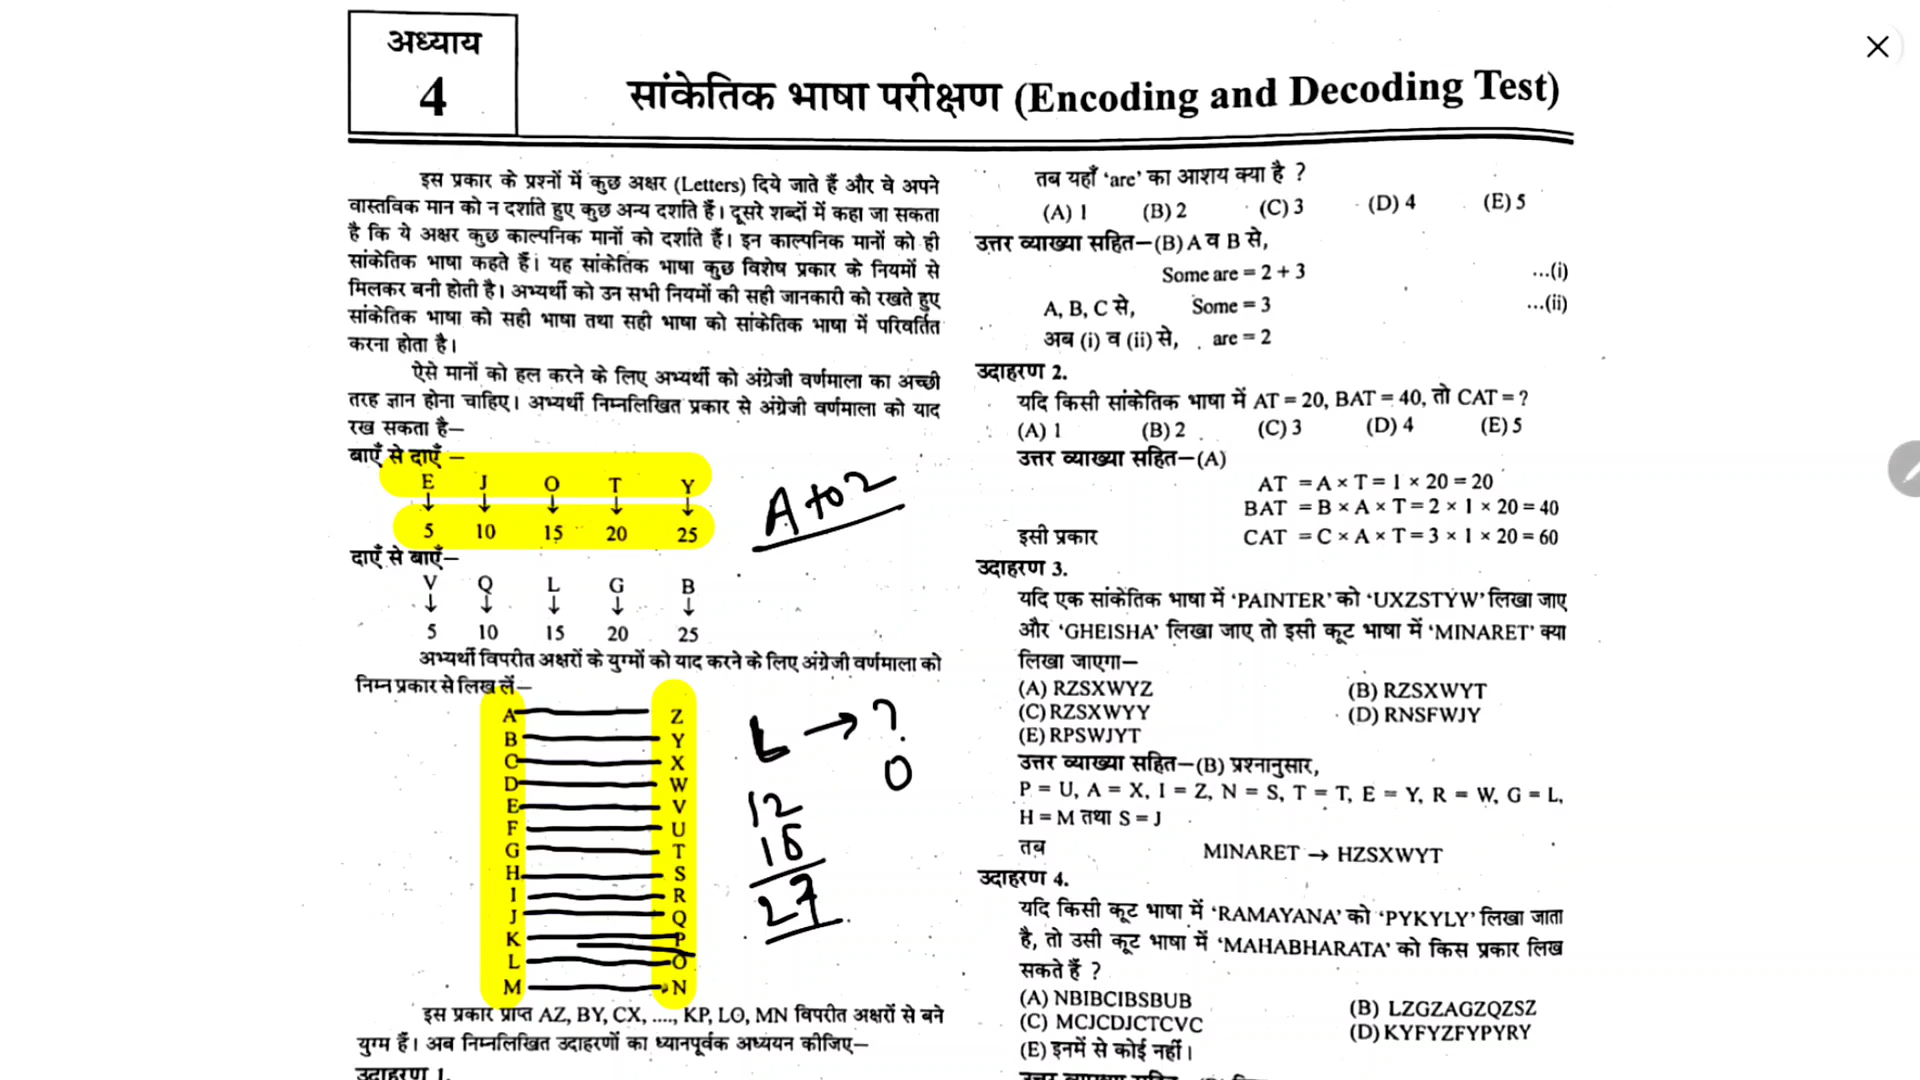 अध्याय
4
सांकेतिक भाषा परीक्षण (Encoding and Decoding Test)
इस प्रकार के प्रश्नों में कुछ अक्षर (Letters) दिये जाते हैं और वे अपने
वास्तविक मान को न दर्शाते हुए कुछ अन्य दर्शाते हैं। दूसरे शब्दों में कहा जा सकता
है कि ये अक्षर कुछ काल्पनिक मानों को दर्शाते हैं। इन काल्पनिक मानों को ही
सांकेतिक भाषा कहते हैं। यह सांकेतिक भाषा कुछ विशेष प्रकार के नियमों से
मिलकर बनी होती है। अभ्यर्थी को उन सभी नियमों की सही जानकारी को रखते हुए
सांकेतिक भाषा को सही भाषा तथा सही भाषा को सांकेतिक भाषा में परिवर्तित
करना होता है।
ऐसे मानों को हल करने के लिए अभ्यर्थी को अंग्रेजी वर्णमाला का अच्छी
तरह ज्ञान होना चाहिए। अभ्यर्थी निम्नलिखित प्रकार से अंग्रेजी वर्णमाला को याद
रख सकता है–
बाएँ से दाएँ –
E J O T Y
↓ ↓ ↓ ↓ ↓
5 10 15 20 25
A to 2
दाएँ से बाएँ–
V Q L G B
↓ ↓ ↓ ↓ ↓
5 10 15 20 25
अभ्यर्थी विपरीत अक्षरों के युग्मों को याद करने के लिए अंग्रेजी वर्णमाला को
निम्न प्रकार से लिख लें–
A Z
B Y
C X
D W
E V
F U
G T
H S
I R
J Q
K P
L O
M N
L → ?
O
12
15
27
इस प्रकार प्राप्त AZ, BY, CX, ...., KP, LO, MN विपरीत अक्षरों से बने
युग्म हैं। अब निम्नलिखित उदाहरणों का ध्यानपूर्वक अध्ययन कीजिए–
उदाहरण 1.
तब यहाँ ‘are’ का आशय क्या है ?
(A) 1 (B) 2 (C) 3 (D) 4 (E) 5
उत्तर व्याख्या सहित–(B) A व B से,
Some are = 2 + 3 ...(i)
A, B, C से, Some = 3 ...(ii)
अब (i) व (ii) से, are = 2
उदाहरण 2.
यदि किसी सांकेतिक भाषा में AT = 20, BAT = 40, तो CAT = ?
(A) 1 (B) 2 (C) 3 (D) 4 (E) 5
उत्तर व्याख्या सहित–(A)
AT = A × T = 1 × 20 = 20
BAT = B × A × T = 2 × 1 × 20 = 40
इसी प्रकार CAT = C × A × T = 3 × 1 × 20 = 60
उदाहरण 3.
यदि एक सांकेतिक भाषा में ‘PAINTER’ को ‘UXZSTYW’ लिखा जाए
और ‘GHEISHA’ लिखा जाए तो इसी कूट भाषा में ‘MINARET’ क्या
लिखा जाएगा–
(A) RZSXWYZ (B) RZSXWYT
(C) RZSXWYY (D) RNSFWJY
(E) RPSWJYT
उत्तर व्याख्या सहित–(B) प्रश्नानुसार,
P = U, A = X, I = Z, N = S, T = T, E = Y, R = W, G = L,
H = M तथा S = J
तब MINARET → HZSXWYT
उदाहरण 4.
यदि किसी कूट भाषा में ‘RAMAYANA’ को ‘PYKYLY’ लिखा जाता
है, तो उसी कूट भाषा में ‘MAHABHARATA’ को किस प्रकार लिख
सकते हैं ?
(A) NBIBCIBSBUB (B) LZGZAGZQZSZ
(C) MCJCDJCTCVC (D) KYFYZFYPYRY
(E) इनमें से कोई नहीं।